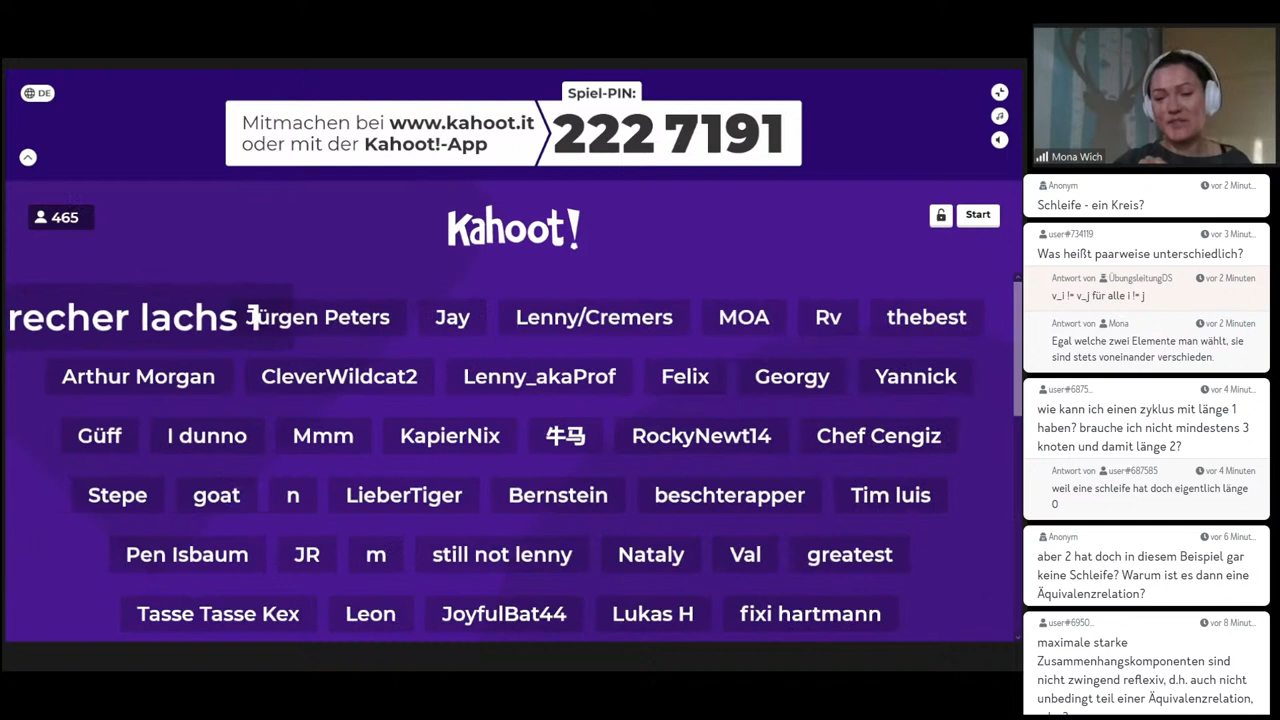 DE
Spiel-PIN:
Mitmachen bei www.kahoot.it
oder mit der Kahoot!-App
222 7191
465
Kahoot!
Start
recher lachs 1 Jürgen Peters Jay Lenny/Cremers MOA Rv thebest
Arthur Morgan CleverWildcat2 Lenny_akaProf Felix Georgy Yannick
Güff I dunno Mmm KapierNix 牛马 RockyNewt14 Chef Cengiz
Stepe goat n LieberTiger Bernstein beschterapper Tim luis
Pen Isbaum JR m still not lenny Nataly Val greatest
Tasse Tasse Kex Leon JoyfulBat44 Lukas H fixi hartmann
Mona Wich
Anonym vor 2 Minut...
Schleife - ein Kreis?
user#734119 vor 3 Minut...
Was heißt paarweise unterschiedlich?
Antwort von ÜbungsleitungDS vor 2 Minuten
v_i != v_j für alle i != j
Antwort von Mona vor 2 Minuten
Egal welche zwei Elemente man wählt, sie
sind stets voneinander verschieden.
user#6875... vor 4 Minut...
wie kann ich einen zyklus mit länge 1
haben? brauche ich nicht mindestens 3
knoten und damit länge 2?
Antwort von user#687585 vor 4 Minuten
weil eine schleife hat doch eigentlich länge
0
Anonym vor 6 Minut...
aber 2 hat doch in diesem Beispiel gar
keine Schleife? Warum ist es dann eine
Äquivalenzrelation?
user#6950... vor 8 Minut...
maximale starke
Zusammenhangskomponenten sind
nicht zwingend reflexiv, d.h. auch nicht
unbedingt teil einer Äquivalenzrelation,